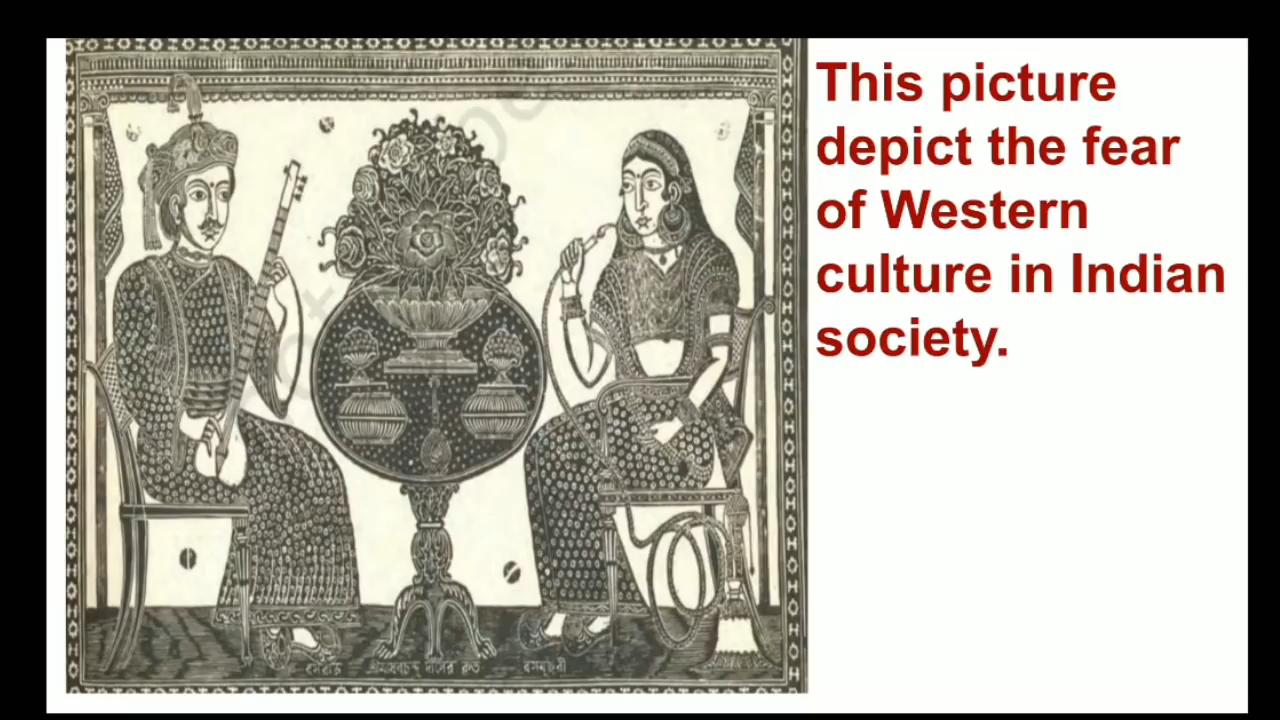 This picture
depict the fear
of Western
culture in Indian
society.
দাসের কৃত